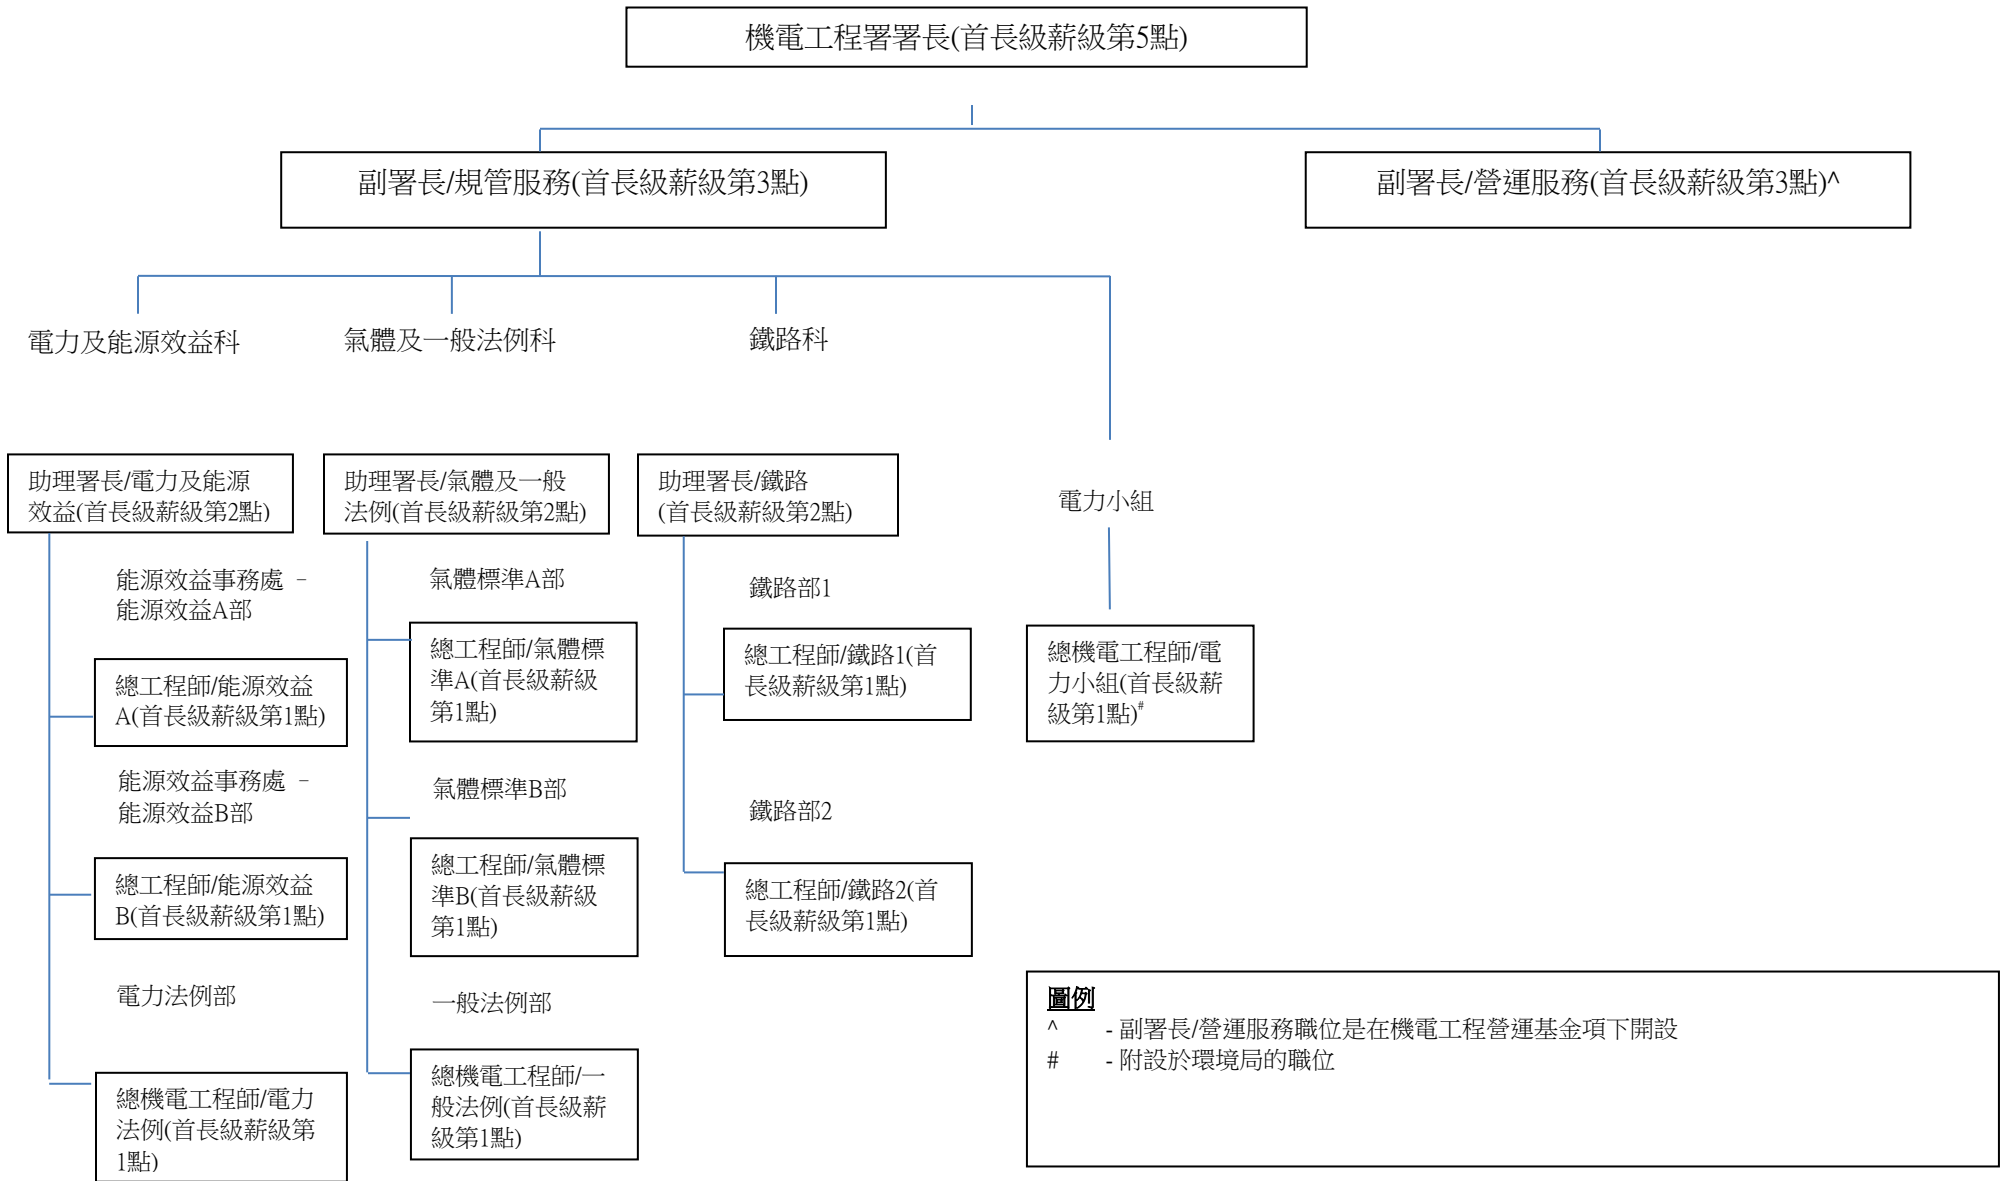 機電工程署署長(首長級薪級第5點)
副署長/規管服務(首長級薪級第3點)
副署長/營運服務(首長級薪級第3點)^
電力及能源效益科
氣體及一般法例科
鐵路科
助理署長/電力及能源
效益(首長級薪級第2點)
助理署長/氣體及一般
法例(首長級薪級第2點)
助理署長/鐵路
(首長級薪級第2點)
電力小組
能源效益事務處 –
能源效益A部
總工程師/能源效益
A(首長級薪級第1點)
能源效益事務處 –
能源效益B部
總工程師/能源效益
B(首長級薪級第1點)
電力法例部
總機電工程師/電力
法例(首長級薪級第
1點)
氣體標準A部
總工程師/氣體標
準A(首長級薪級
第1點)
氣體標準B部
總工程師/氣體標
準B(首長級薪級
第1點)
一般法例部
總機電工程師/一
般法例(首長級薪
級第1點)
鐵路部1
總工程師/鐵路1(首
長級薪級第1點)
鐵路部2
總工程師/鐵路2(首
長級薪級第1點)
總機電工程師/電
力小組(首長級薪
級第1點)#
圖例
^ - 副署長/營運服務職位是在機電工程營運基金項下開設
# - 附設於環境局的職位